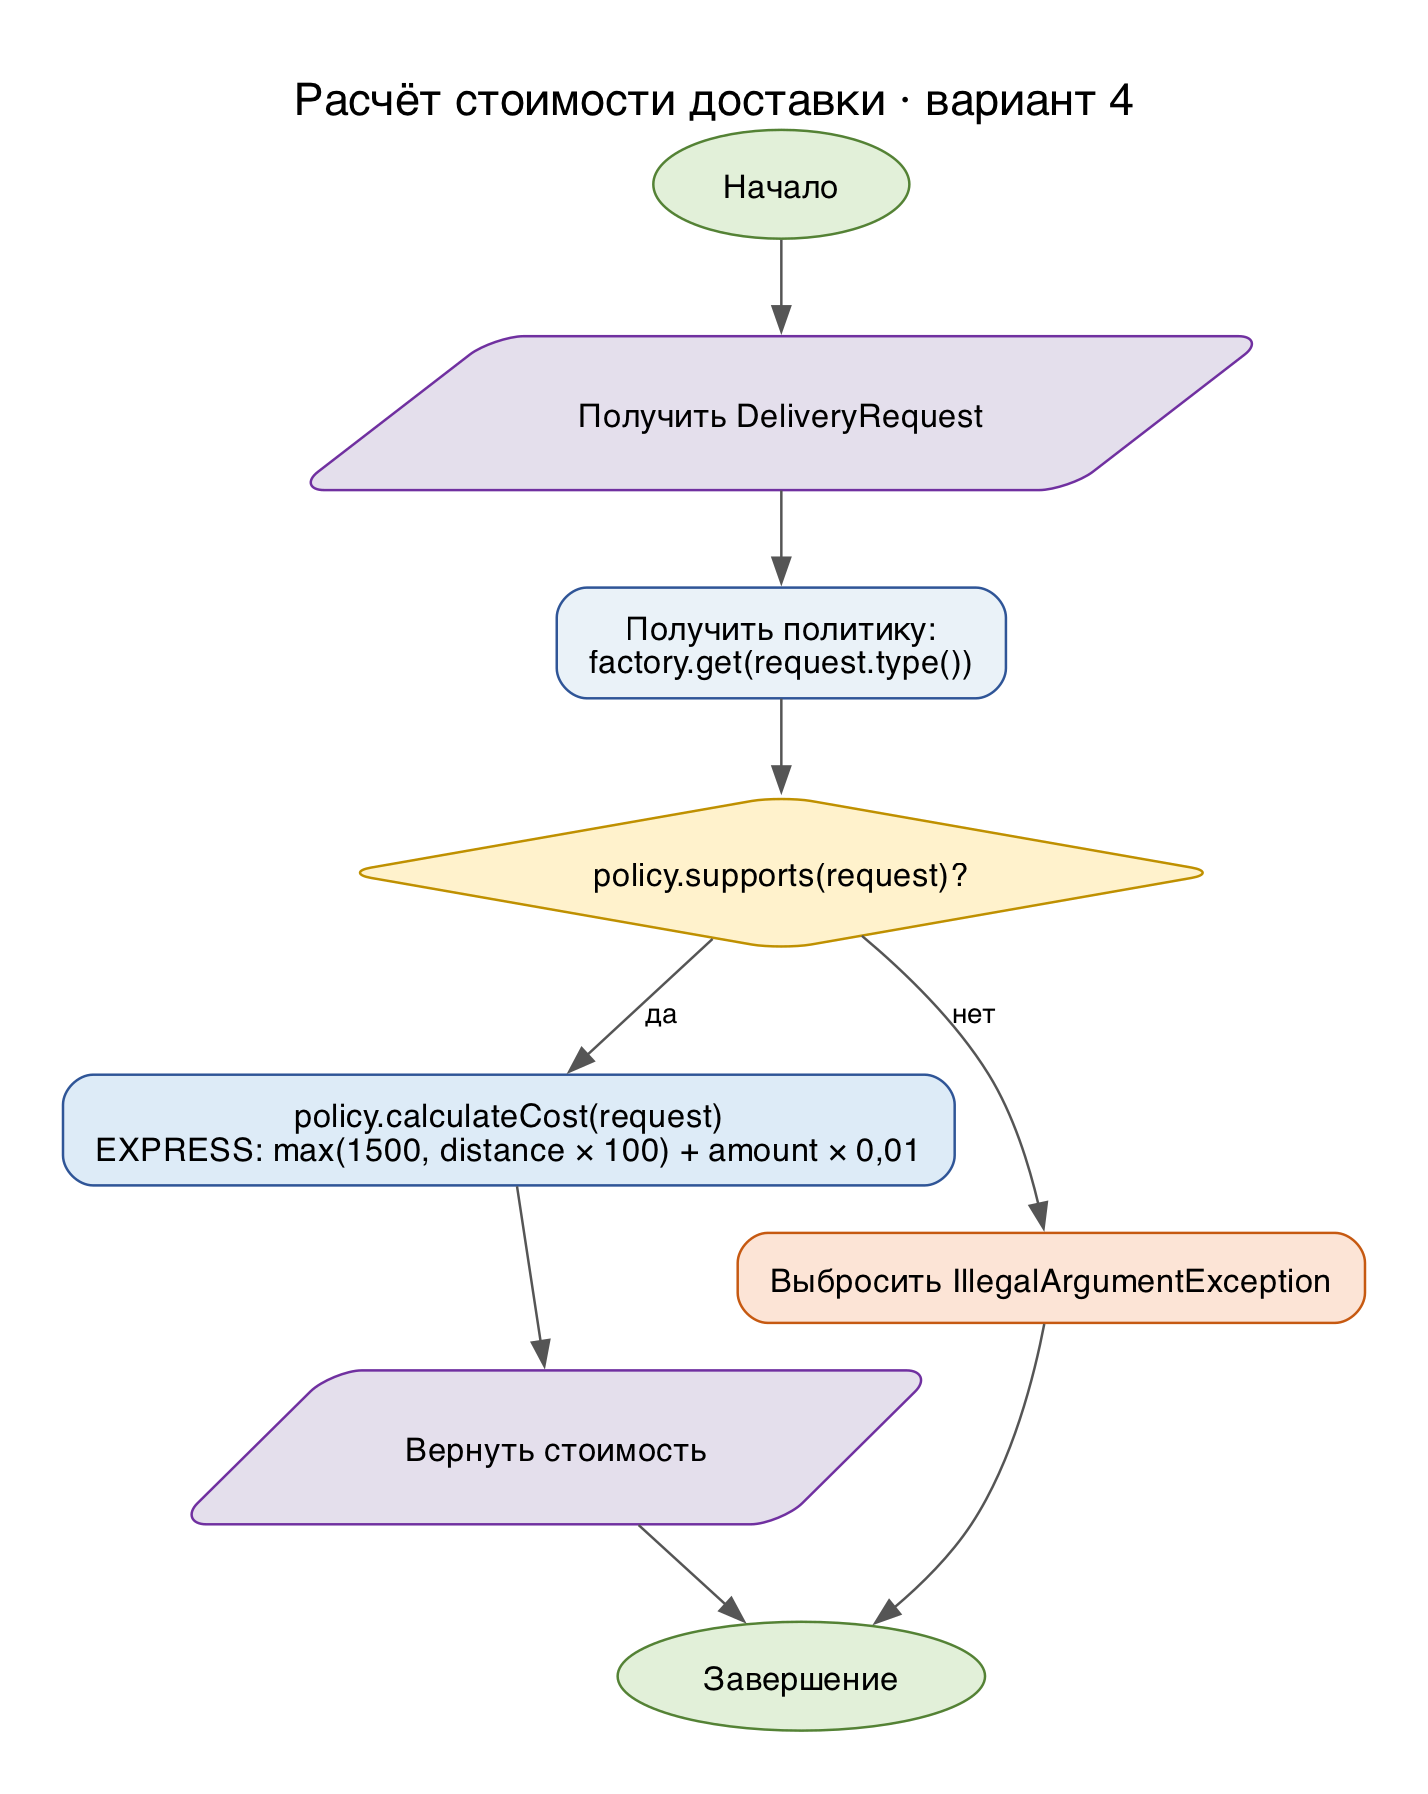 Расчёт стоимости доставки · вариант 4
Начало
Получить DeliveryRequest
Получить политику:
factory.get(request.type())
policy.supports(request)?
да
нет
policy.calculateCost(request)
EXPRESS: max(1500, distance × 100) + amount × 0,01
Выбросить IllegalArgumentException
Вернуть стоимость
Завершение